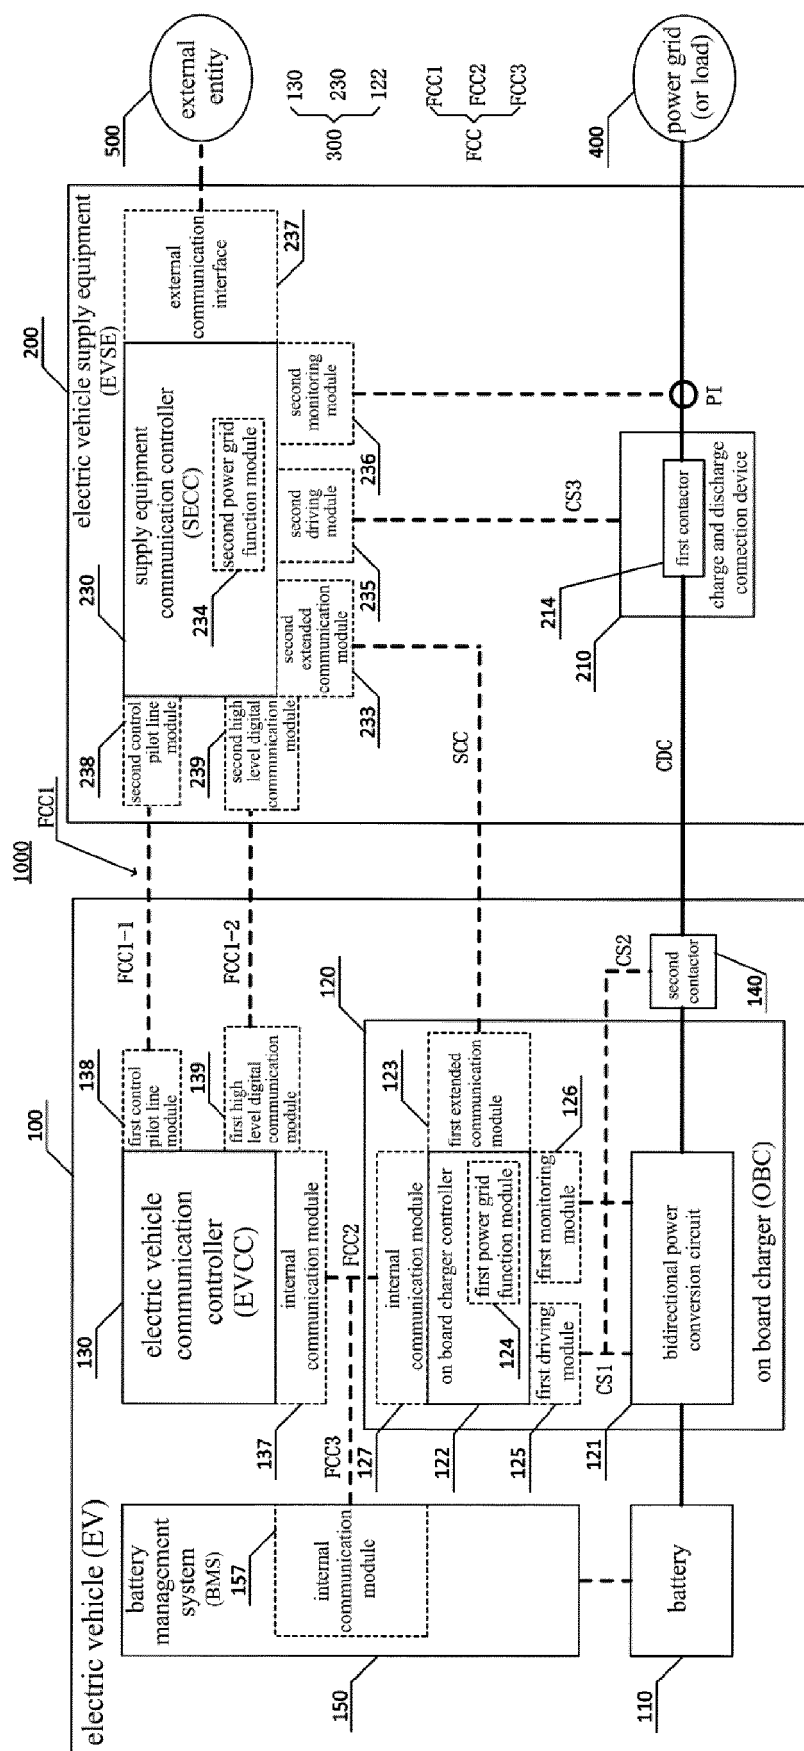 electric vehicle (EV)
100
1000
FCC1
200
electric vehicle supply equipment
(EVSE)
500
external
entity
130
230
122
300
FCC1
FCC2
FCC3
FCC
400
power grid
(or load)
150
battery
management
system
(BMS)
157
internal
communication
module
110
battery
130
electric vehicle
communication
controller
(EVCC)
138
first control
pilot line
module
139
first high
level digital
communication
module
137
internal
communication module
FCC1-1
FCC1-2
FCC2
FCC3
120
127
internal
communication module
122
on board charger controller
124
first power grid
function module
123
first extended
communication
module
125
first driving
module
126
first monitoring
module
CS1
CS2
121
bidirectional power
conversion circuit
on board charger (OBC)
second
contactor
140
238
second control
pilot line
module
239
second high
level digital
communication
module
230
supply equipment
communication controller
(SECC)
234
second power grid
function module
237
external
communication
interface
233
second
extended
communication
module
235
second
driving
module
236
second
monitoring
module
SCC
CS3
CDC
210
214
first contactor
charge and discharge
connection device
PI